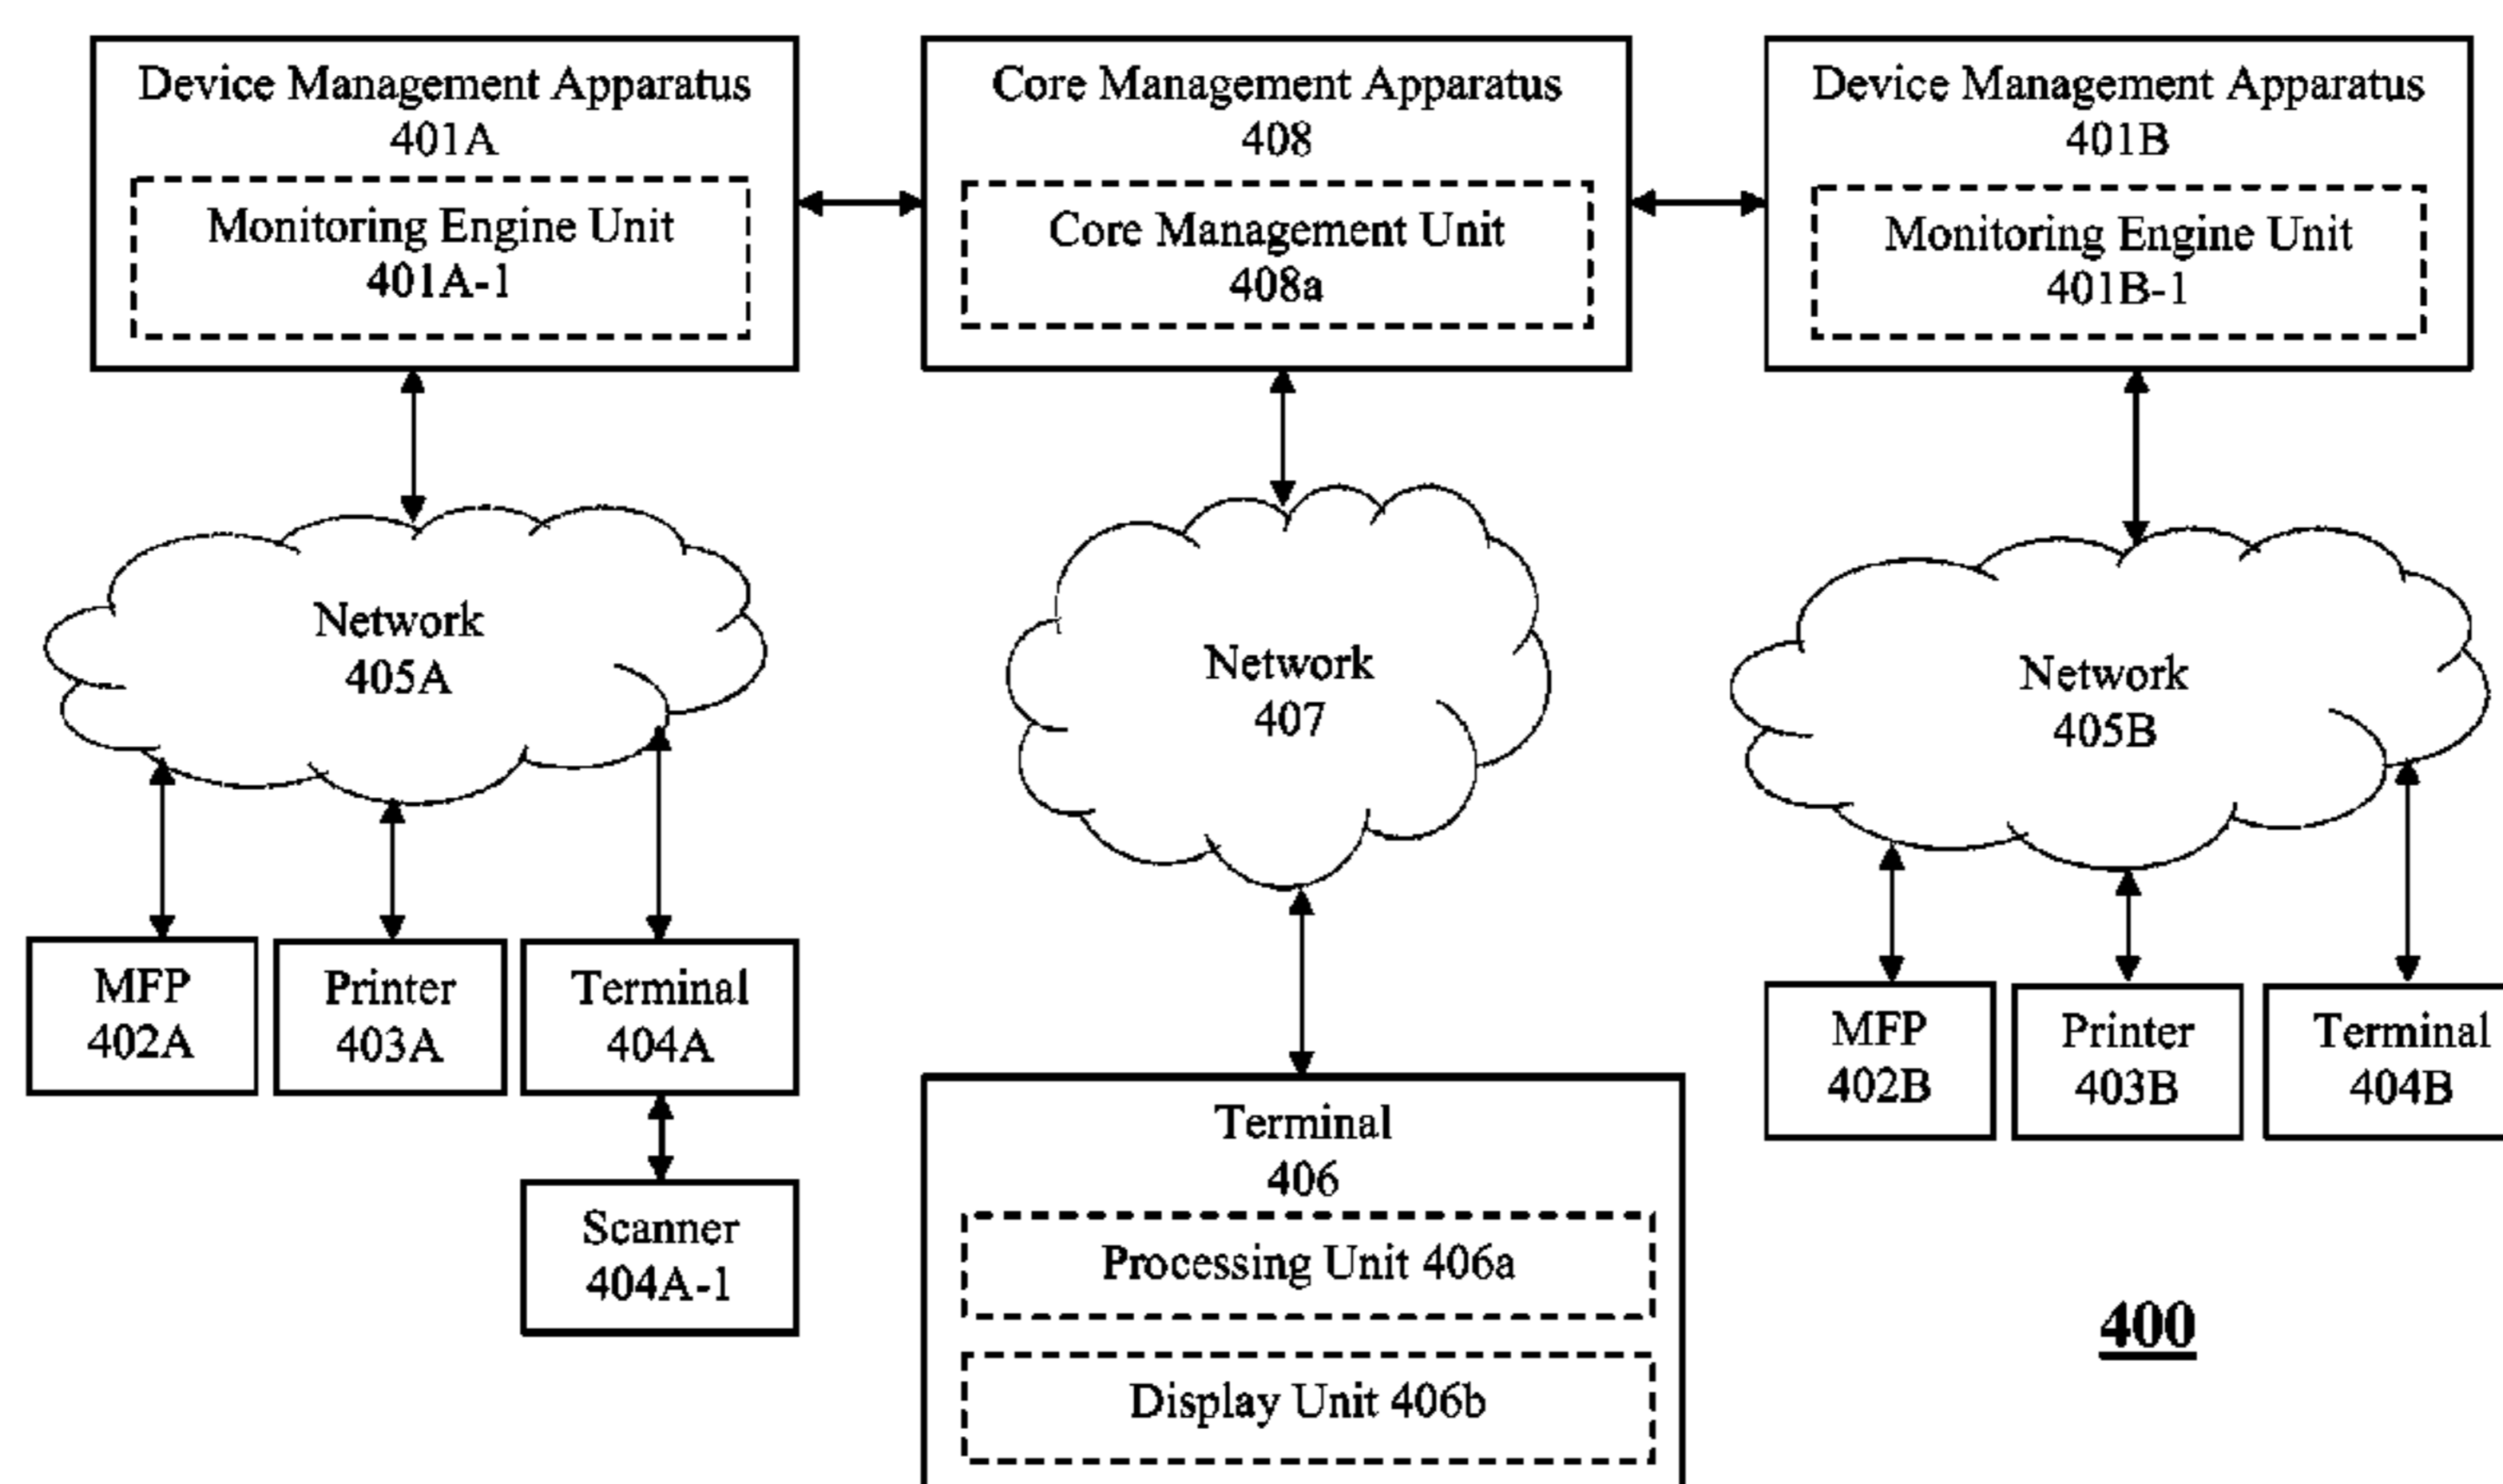 Device Management Apparatus
401A
Monitoring Engine Unit
401A-1
Core Management Apparatus
408
Core Management Unit
408a
Device Management Apparatus
401B
Monitoring Engine Unit
401B-1
Network
405A
Network
407
Network
405B
MFP
402A
Printer
403A
Terminal
404A
Scanner
404A-1
Terminal
406
Processing Unit 406a
Display Unit 406b
MFP
402B
Printer
403B
Terminal
404B
400